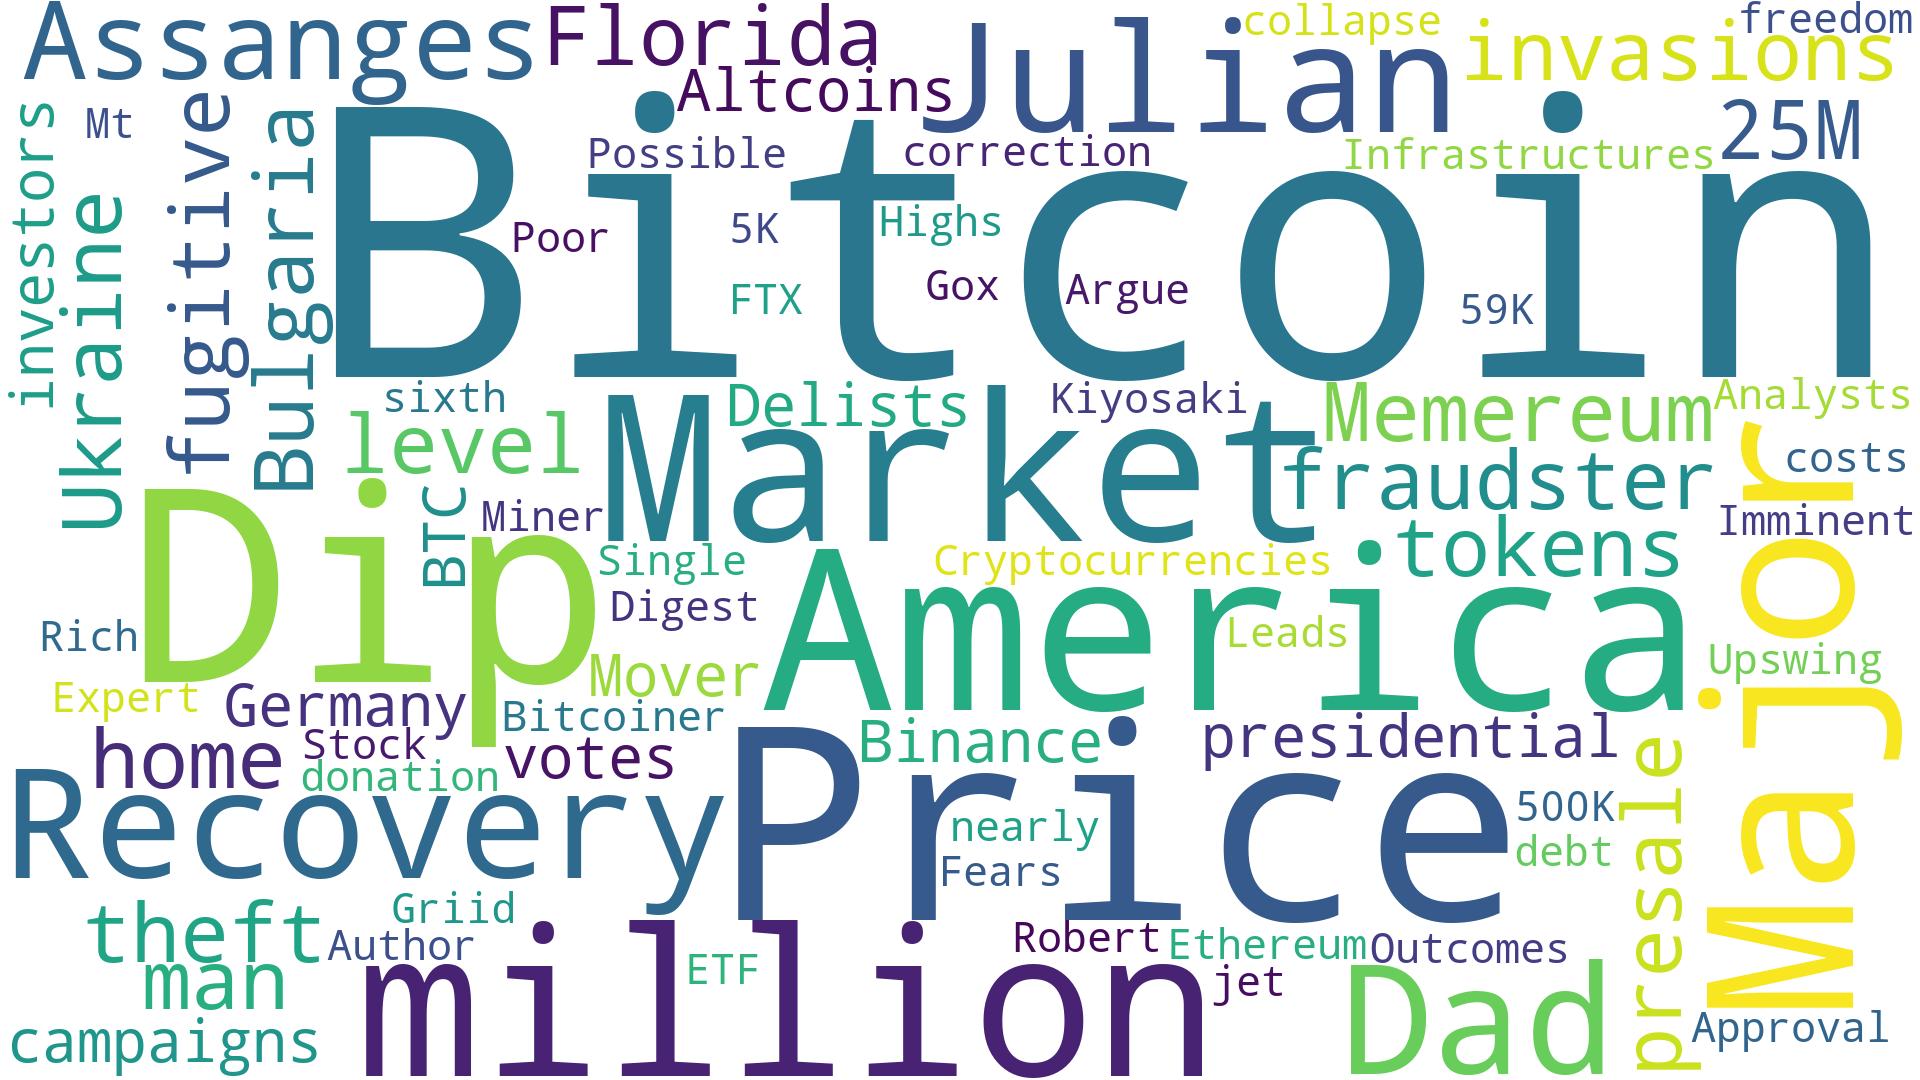 Assanges
Florida
Julian
collapse
freedom
invasions
Altcoins
Mt
investors
fugitive
Bulgaria
Bitcoin
25M
Possible
correction
Infrastructures
Ukraine
Poor
5K
Highs
FTX
Gox
Argue
59K
sixth
Delists
Kiyosaki
Memereum
Analysts
level
Market
fraudster
costs
Major
Dip
BTC
Miner
tokens
Imminent
Single
Cryptocurrencies
America
Digest
Rich
Leads
Mover
Upswing
Expert
Germany
Bitcoiner
Price
Binance
presidential
home
Stock
votes
donation
Recovery
presale
500K
nearly
debt
Fears
theft
Griid
Author
million
Robert
Ethereum
Outcomes
man
ETF
jet
Dad
campaigns
Approval